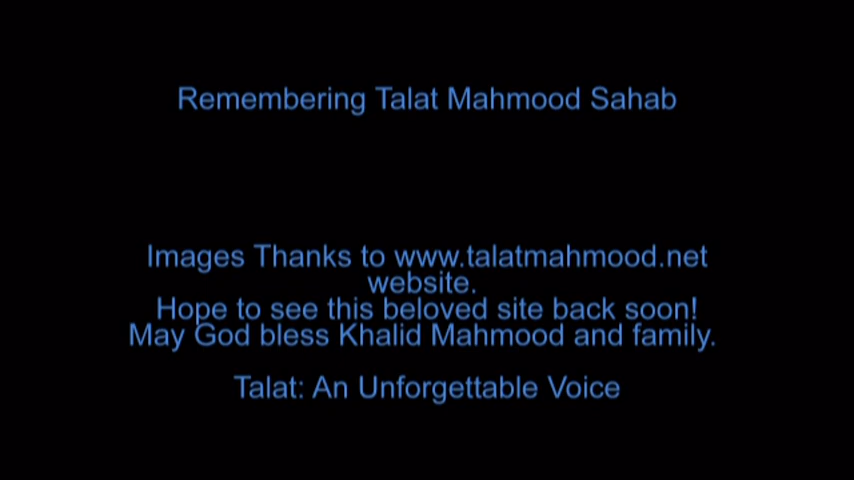 Remembering Talat Mahmood Sahab
Images Thanks to www.talatmahmood.net
website.
Hope to see this beloved site back soon!
May God bless Khalid Mahmood and family.
Talat: An Unforgettable Voice